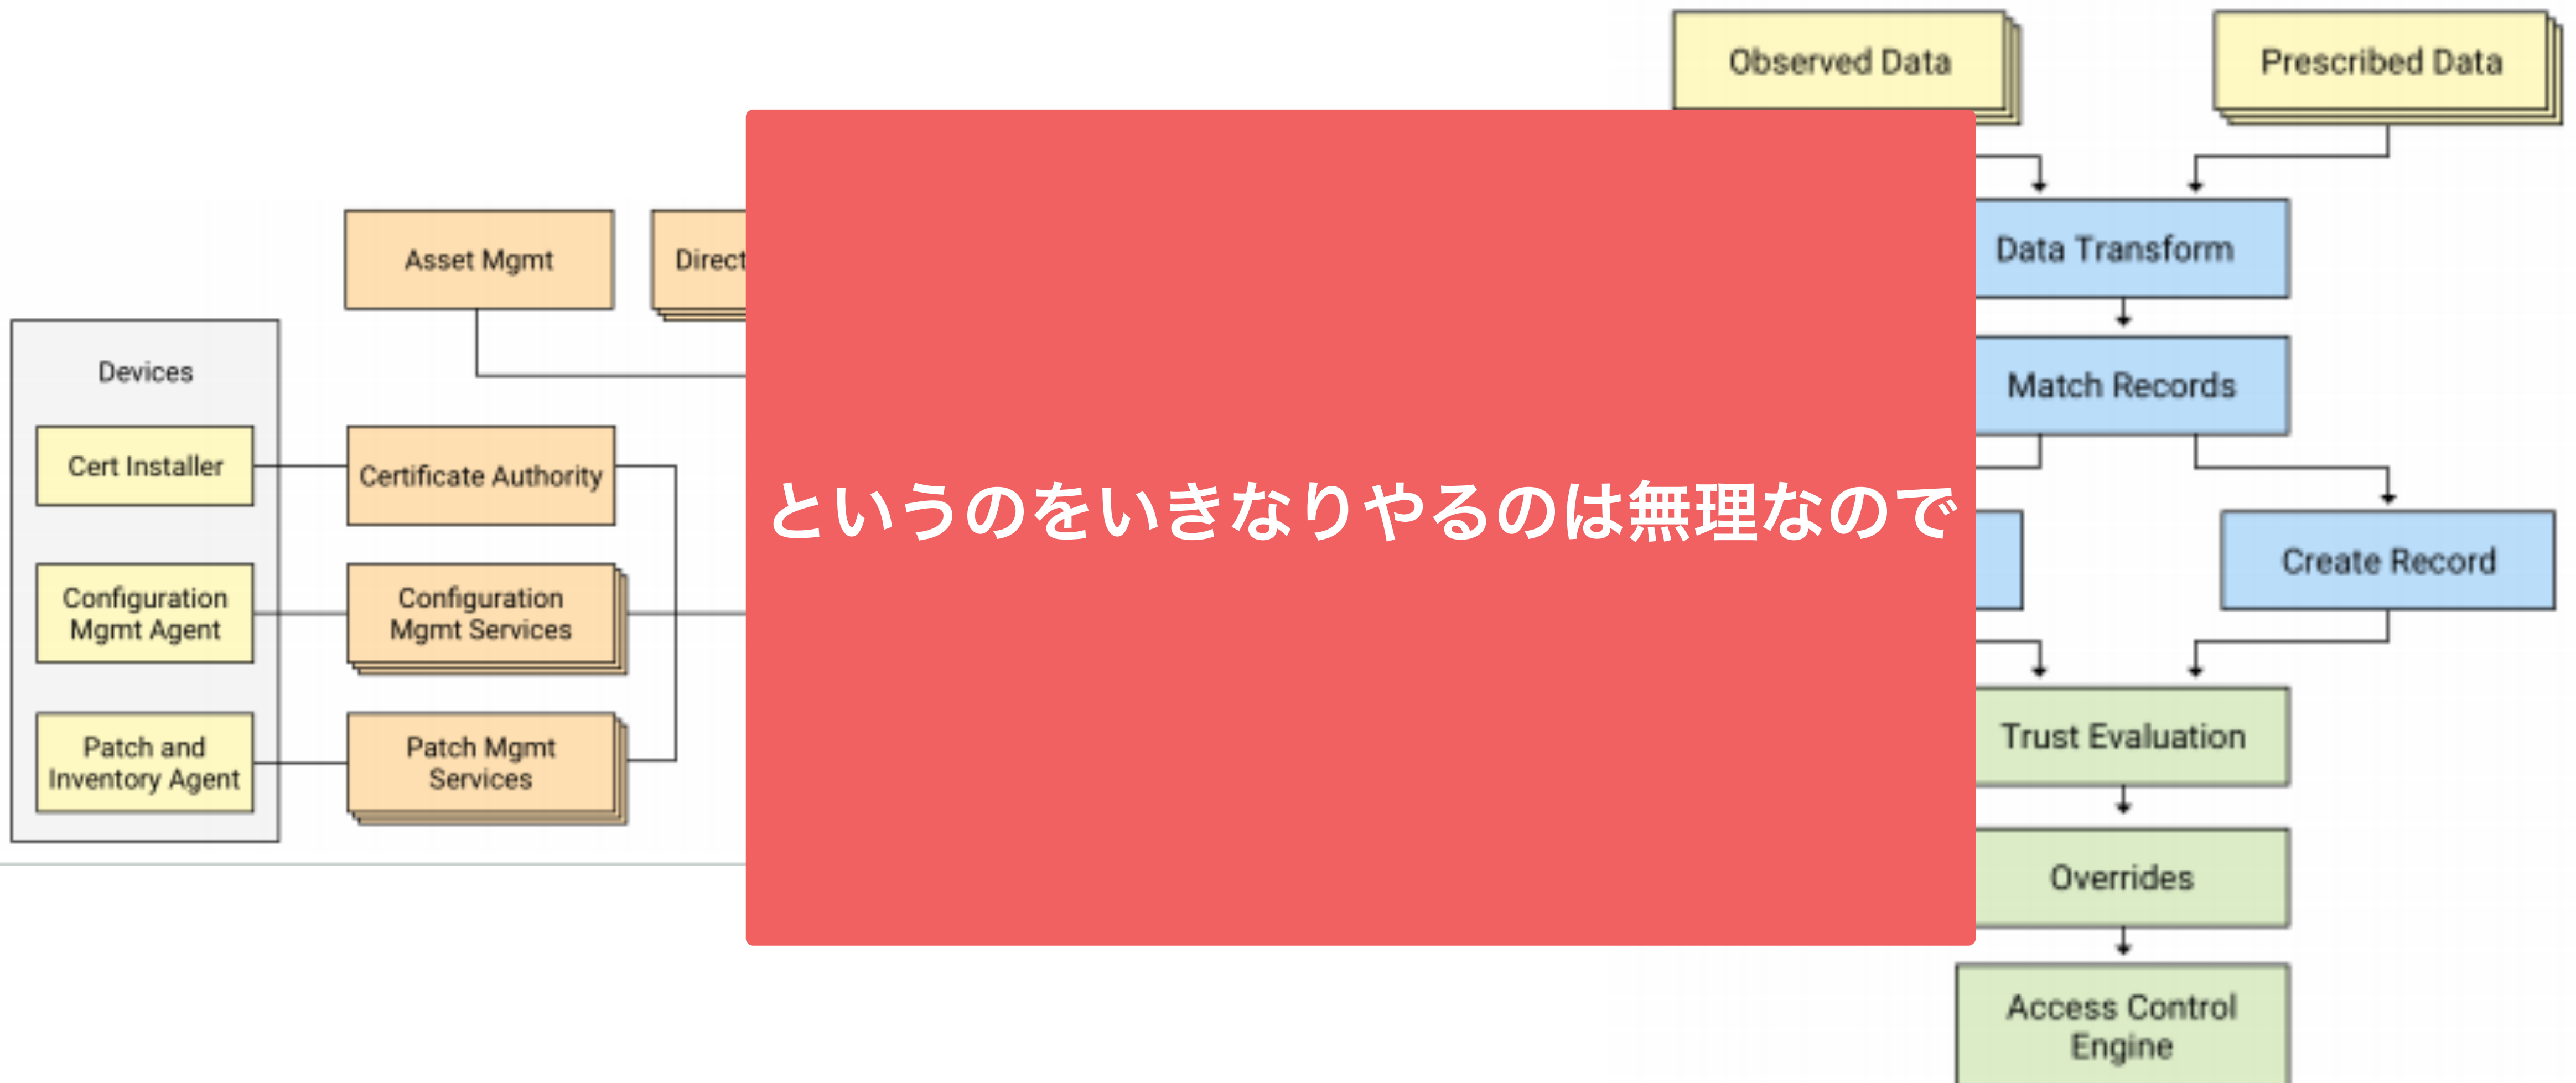 Observed Data
Prescribed Data
Asset Mgmt
Data Transform
Devices
Match Records
Cert Installer
Certificate Authority
というのをいきなりやるのは無理なので
Create Record
Configuration
Mgmt Agent
Configuration
Mgmt Services
Trust Evaluation
Patch and
Inventory Agent
Patch Mgmt
Services
Overrides
Access Control
Engine